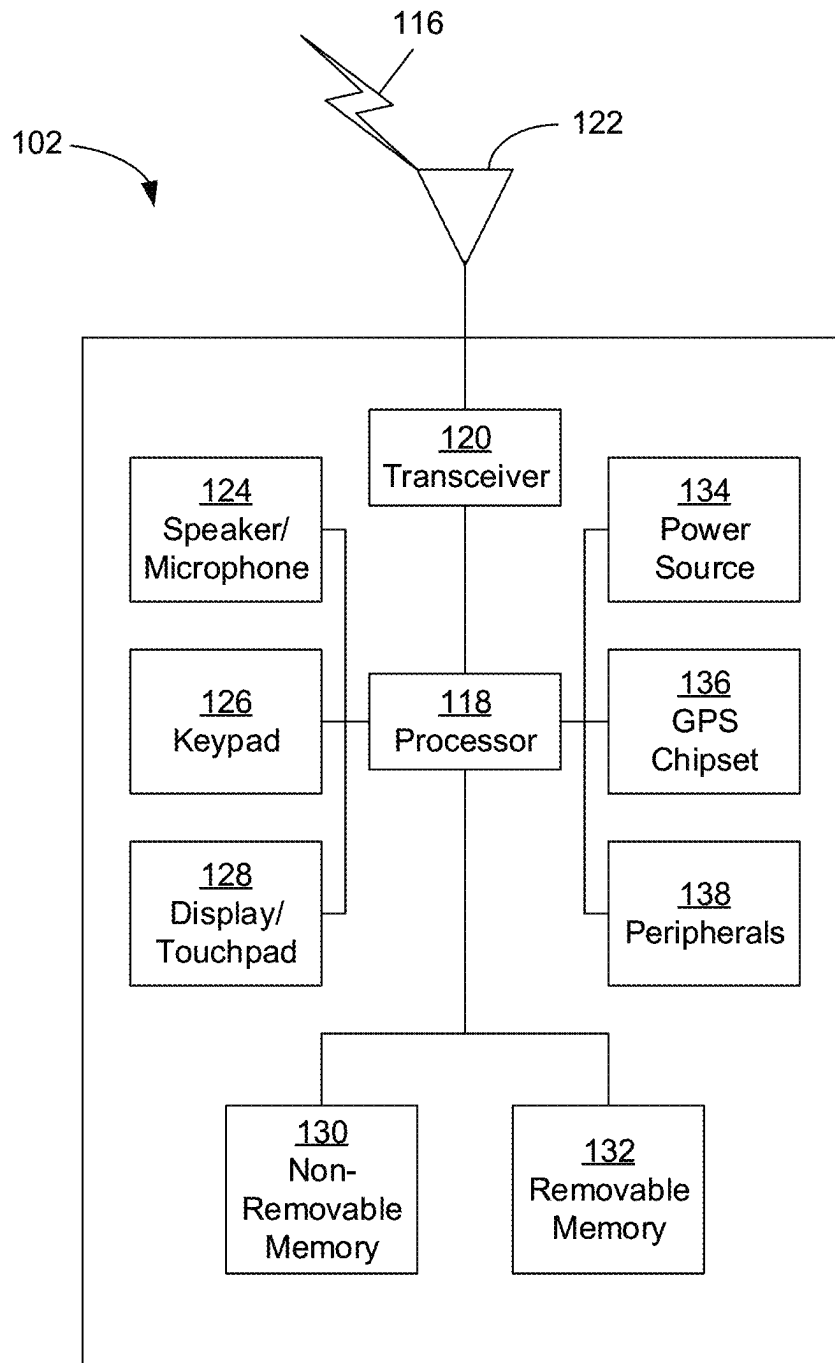 116
122
102
120
Transceiver
124
Speaker/
Microphone
134
Power
Source
126
Keypad
118
Processor
136
GPS
Chipset
128
Display/
Touchpad
138
Peripherals
130
Non-
Removable
Memory
132
Removable
Memory